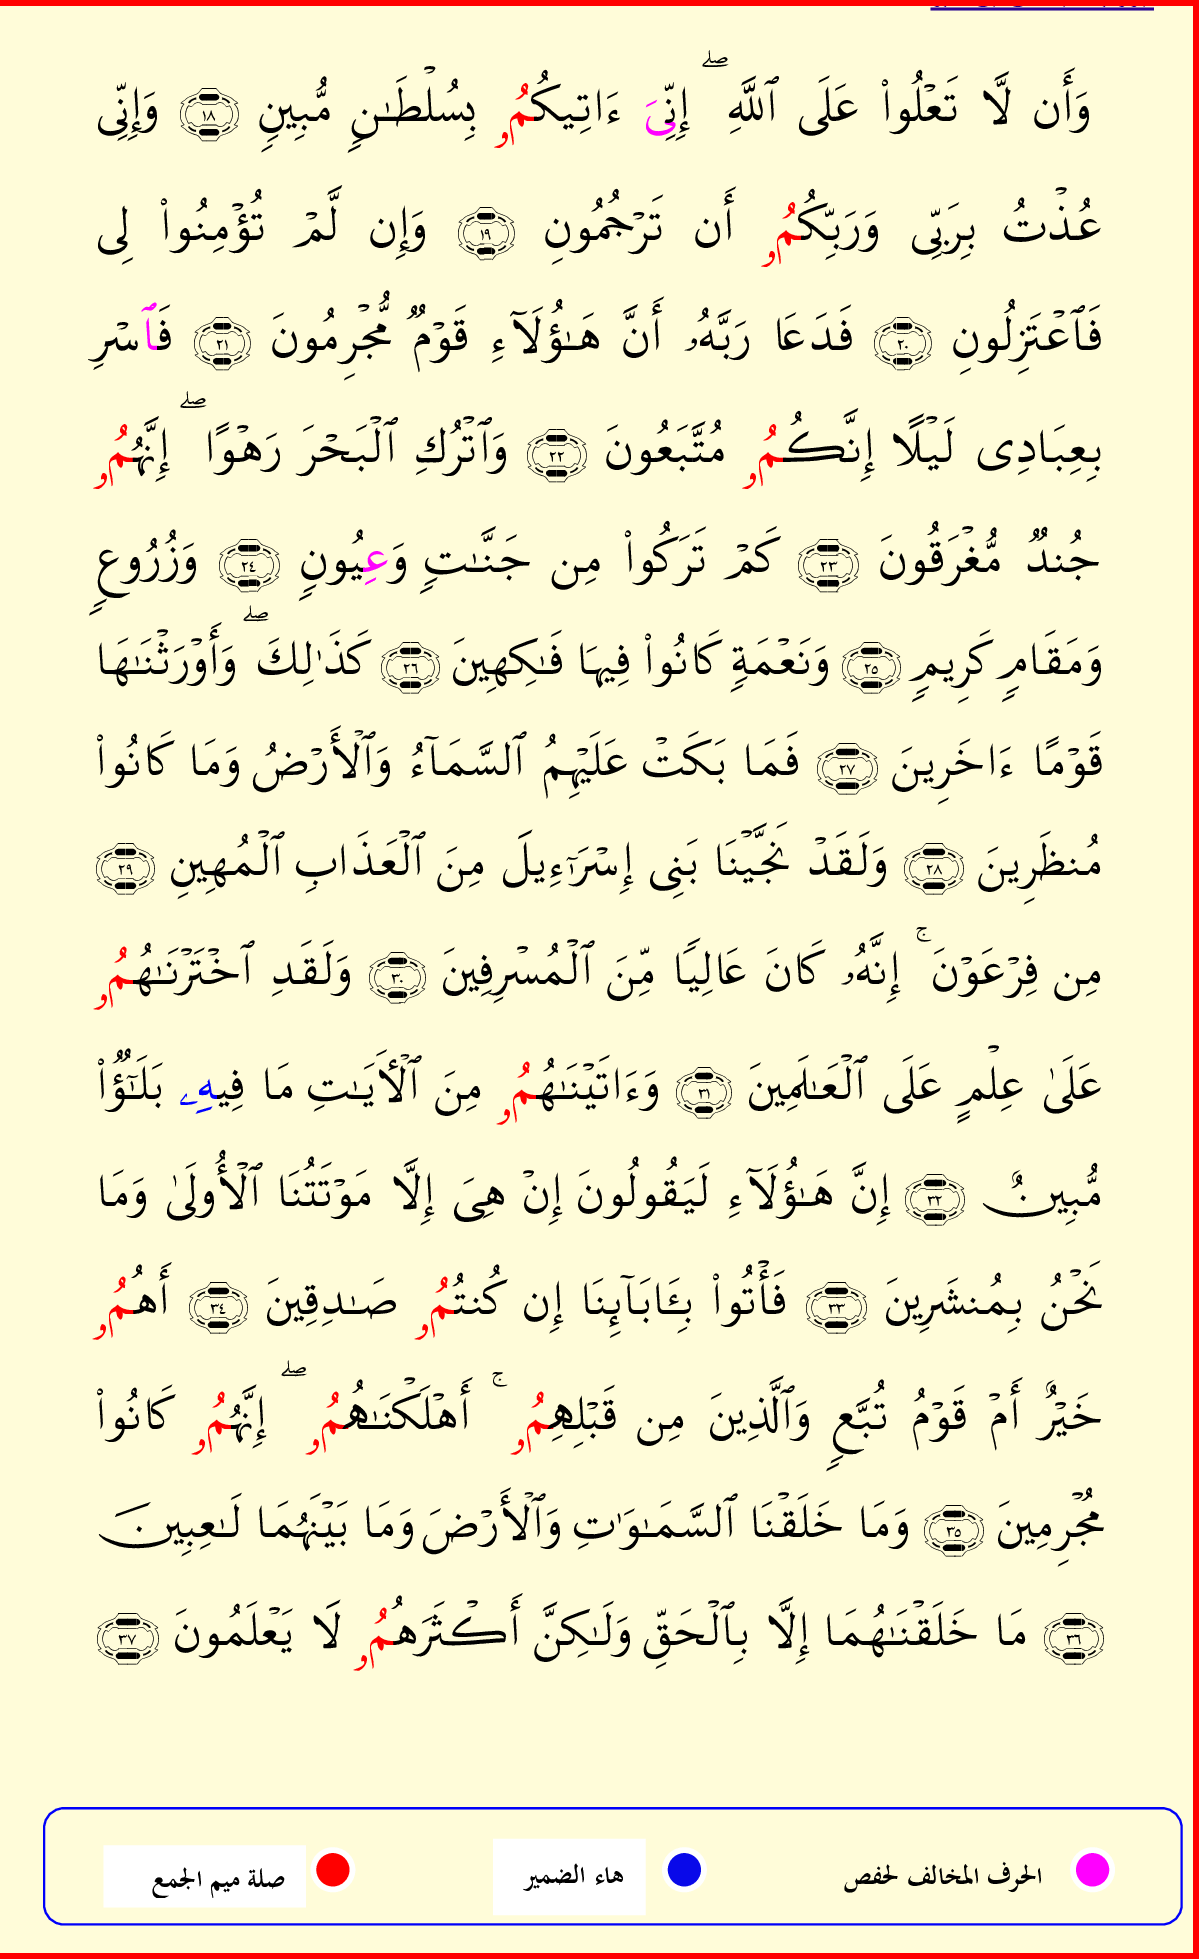 وَأَن لَّا تَعْلُوا۟ عَلَى ٱللَّهِ ۖ إِنِّىَ ءَاتِيكُمُۥ بِسُلْطَـٰنٍ مُّبِينٍ ١٨ وَإِنِّى
عُذْتُ بِرَبِّى وَرَبِّكُمُۥ أَن تَرْجُمُونِ ١٩ وَإِن لَّمْ تُؤْمِنُوا۟ لِى
فَٱعْتَزِلُونِ ٢٠ فَدَعَا رَبَّهُۥ أَنَّ هَـٰٓؤُلَآءِ قَوْمٌ مُّجْرِمُونَ ٢١ فَٱسْرِ
بِعِبَادِى لَيْلًا إِنَّكُمُۥ مُتَّبَعُونَ ٢٢ وَٱتْرُكِ ٱلْبَحْرَ رَهْوًا ۖ إِنَّهُمُۥ
جُندٌ مُّغْرَقُونَ ٢٣ كَمْ تَرَكُوا۟ مِن جَنَّـٰتٍ وَعِيُونٍ ٢٤ وَزُرُوعٍ
وَمَقَامٍ كَرِيمٍ ٢٥ وَنَعْمَةٍ كَانُوا۟ فِيهَا فَـٰكِهِينَ ٢٦ كَذَٰلِكَ ۖ وَأَوْرَثْنَـٰهَا
قَوْمًا ءَاخَرِينَ ٢٧ فَمَا بَكَتْ عَلَيْهِمُ ٱلسَّمَآءُ وَٱلْأَرْضُ وَمَا كَانُوا۟
مُنظَرِينَ ٢٨ وَلَقَدْ نَجَّيْنَا بَنِى إِسْرَٰٓءِيلَ مِنَ ٱلْعَذَابِ ٱلْمُهِينِ ٢٩
مِن فِرْعَوْنَ ۚ إِنَّهُۥ كَانَ عَالِيًا مِّنَ ٱلْمُسْرِفِينَ ٣٠ وَلَقَدِ ٱخْتَرْنَـٰهُمُۥ
عَلَىٰ عِلْمٍ عَلَى ٱلْعَـٰلَمِينَ ٣١ وَءَاتَيْنَـٰهُمُۥ مِنَ ٱلْـَٔايَـٰتِ مَا فِيهِۦ بَلَـٰٓؤٌا۟
مُّبِينٌ ٣٢ إِنَّ هَـٰٓؤُلَآءِ لَيَقُولُونَ إِنْ هِىَ إِلَّا مَوْتَتُنَا ٱلْأُولَىٰ وَمَا
نَحْنُ بِمُنشَرِينَ ٣٣ فَأْتُوا۟ بِـَٔابَآئِنَا إِن كُنتُمُۥ صَـٰدِقِينَ ٣٤ أَهُمُۥ
خَيْرٌ أَمْ قَوْمُ تُبَّعٍ وَٱلَّذِينَ مِن قَبْلِهِمُۥ ۚ أَهْلَكْنَـٰهُمُۥ ۖ إِنَّهُمُۥ كَانُوا۟
مُجْرِمِينَ ٣٥ وَمَا خَلَقْنَا ٱلسَّمَـٰوَٰتِ وَٱلْأَرْضَ وَمَا بَيْنَهُمَا لَـٰعِبِينَ
٣٦ مَا خَلَقْنَـٰهُمَا إِلَّا بِٱلْحَقِّ وَلَـٰكِنَّ أَكْثَرَهُمُۥ لَا يَعْلَمُونَ ٣٧
الحرف المخالف لحفص هاء الضمير صلة ميم الجمع